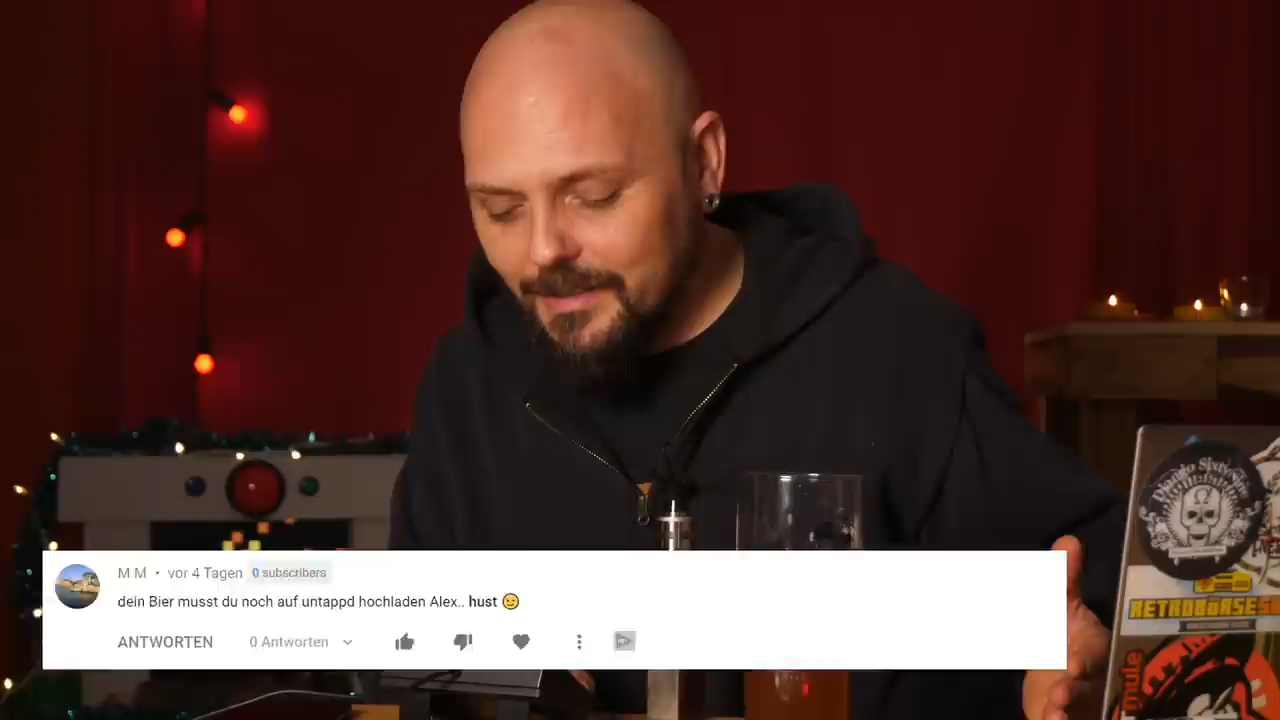 M M • vor 4 Tagen 0 subscribers
dein Bier musst du noch auf untappd hochladen Alex.. hust 😉
ANTWORTEN 0 Antworten
RETROBÖRSE